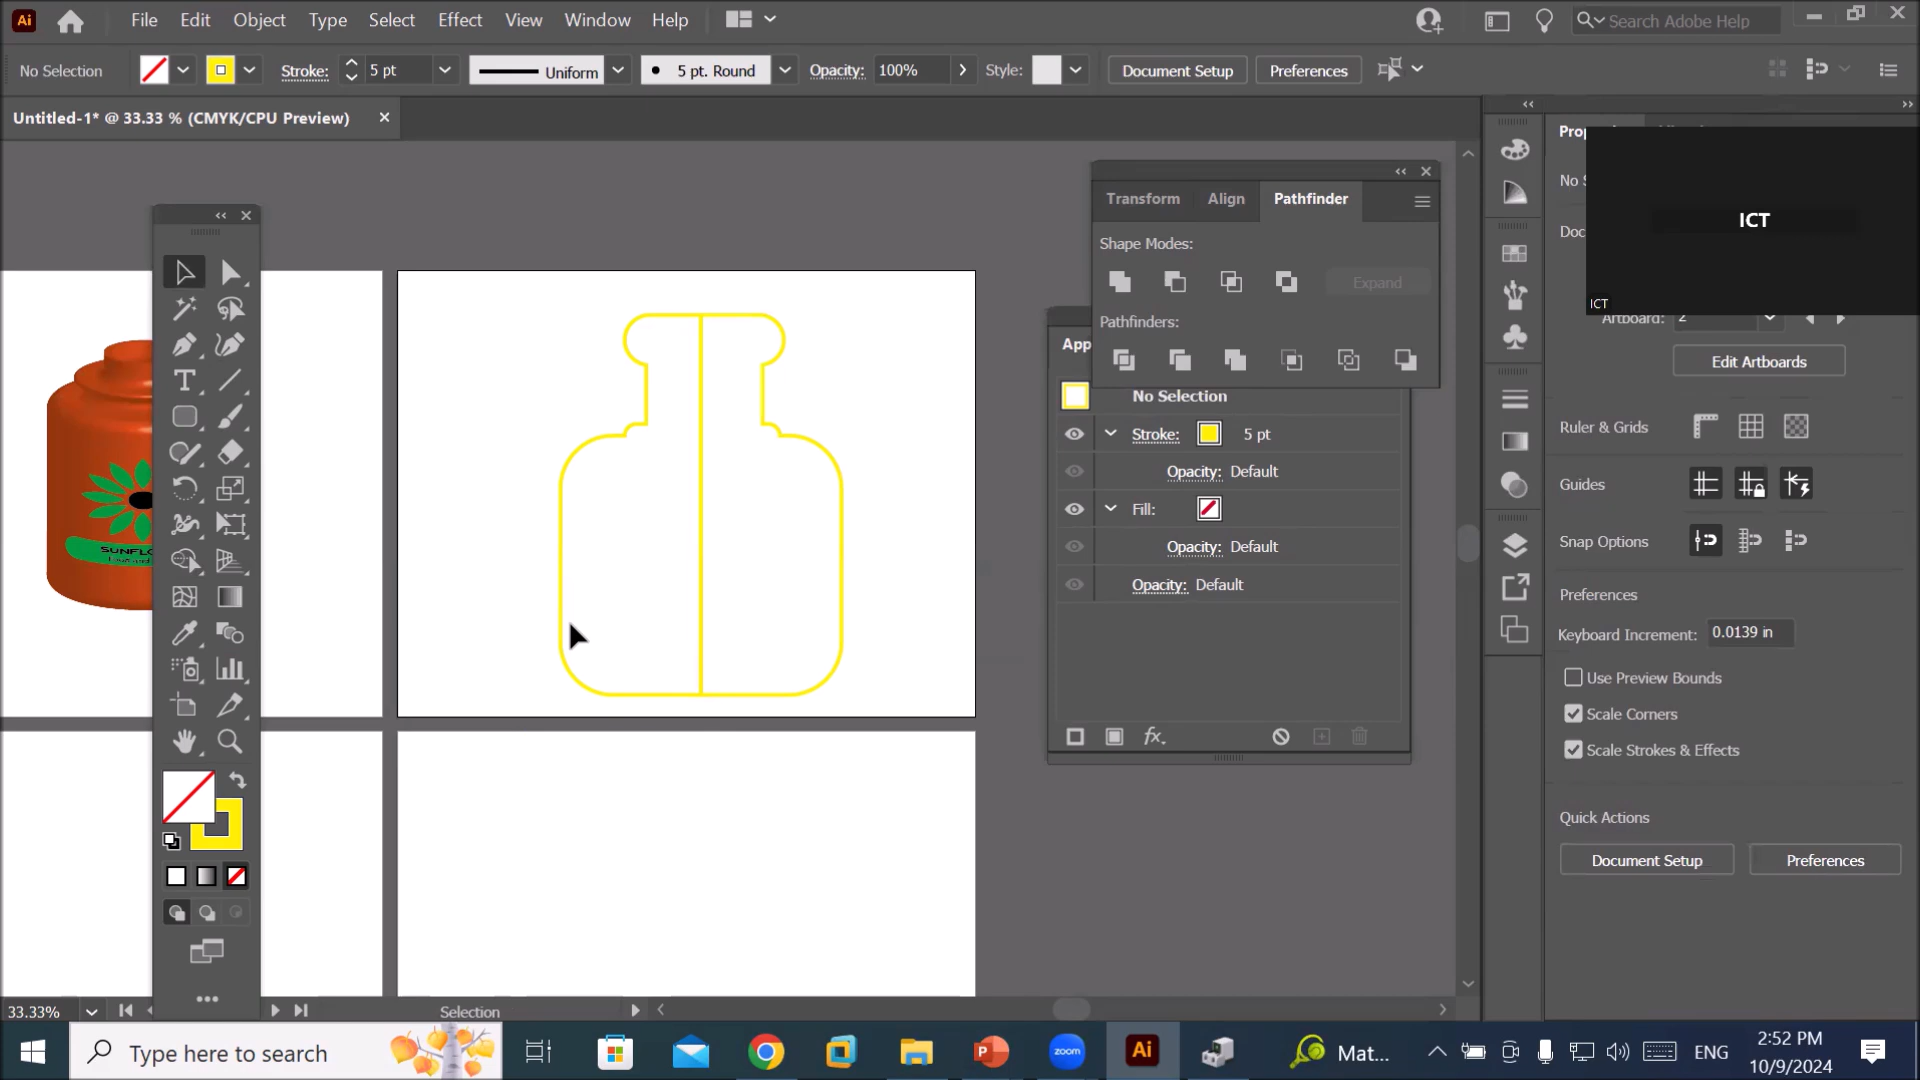 Ai File Edit Object Type Select Effect View Window Help Search Adobe Help
No Selection Stroke: 5 pt Uniform 5 pt. Round Opacity: 100% Style: Document Setup Preferences
Untitled-1* @ 33.33 % (CMYK/CPU Preview)
Transform Align Pathfinder
Shape Modes:
Expand
Pathfinders:
App
No Selection
Stroke: 5 pt
Opacity: Default
Fill:
Opacity: Default
Opacity: Default
ICT
ICT
Artboard: 2
Edit Artboards
Ruler & Grids
Guides
Snap Options
Preferences
Keyboard Increment: 0.0139 in
Use Preview Bounds
Scale Corners
Scale Strokes & Effects
Quick Actions
Document Setup Preferences
SUNFLO
33.33% Selection
Type here to search
zoom
Ai
Mat...
ENG
2:52 PM
10/9/2024